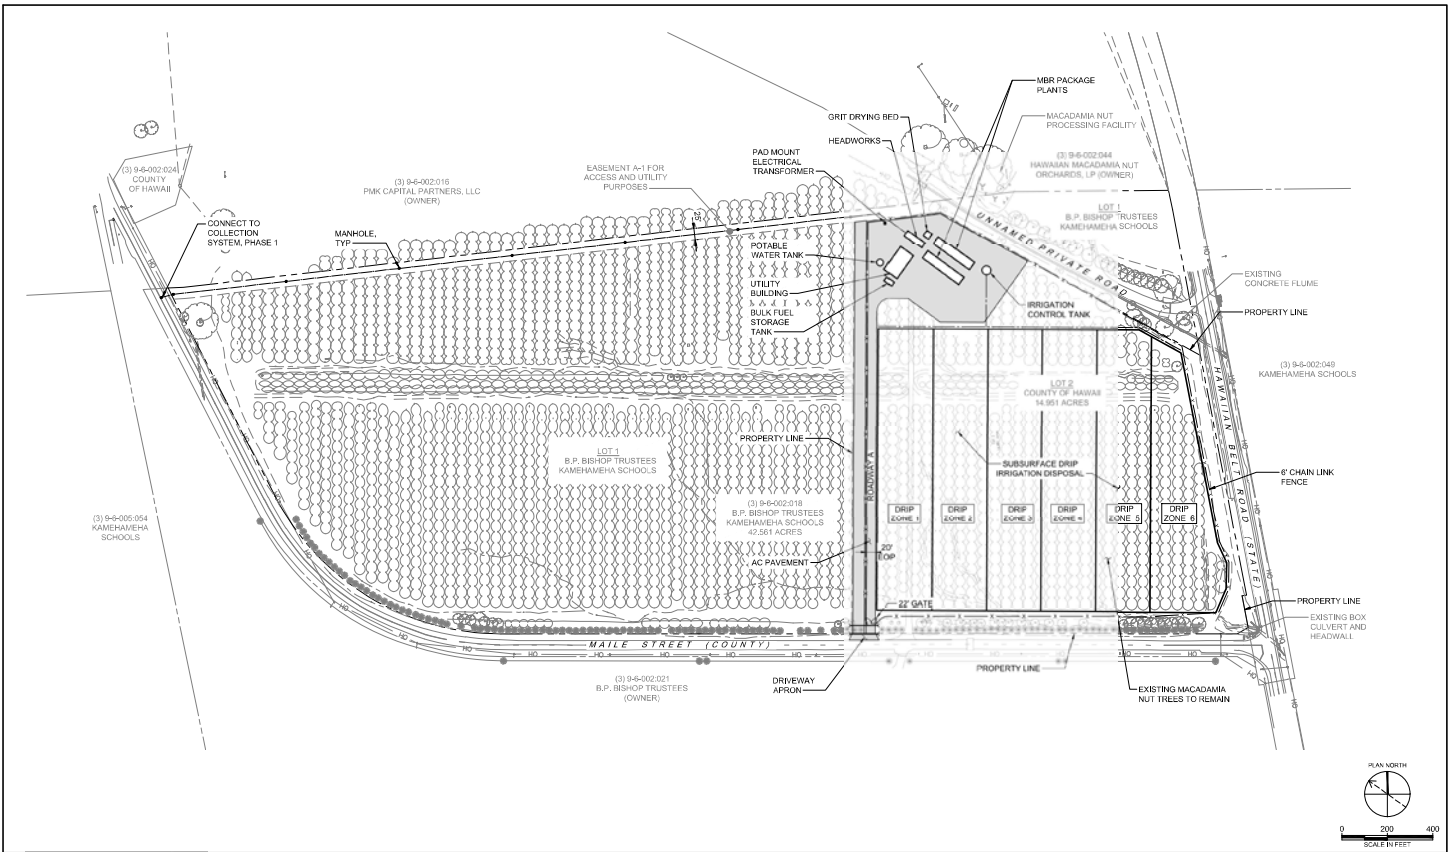 MBR PACKAGE
PLANTS
GRIT DRYING BED
HEADWORKS
MACADAMIA NUT
PROCESSING FACILITY
PAD MOUNT
ELECTRICAL
TRANSFORMER
(3) 9-6-002:044
HAWAIIAN MACADAMIA NUT
ORCHARDS, LP (OWNER)
(3) 9-6-002:024
COUNTY
OF HAWAII
(3) 9-6-002:016
PMK CAPITAL PARTNERS, LLC
(OWNER)
EASEMENT A-1 FOR
ACCESS AND UTILITY
PURPOSES
LOT 1
B.P. BISHOP TRUSTEES
KAMEHAMEHA SCHOOLS
CONNECT TO
COLLECTION
SYSTEM, PHASE 1
MANHOLE,
TYP
25'
UNNAMED PRIVATE ROAD
POTABLE
WATER TANK
UTILITY
BUILDING
BULK FUEL
STORAGE
TANK
IRRIGATION
CONTROL TANK
EXISTING
CONCRETE FLUME
PROPERTY LINE
(3) 9-6-002:049
KAMEHAMEHA SCHOOLS
HAWAIIAN BELT ROAD (STATE)
LOT 2
COUNTY OF HAWAII
14.951 ACRES
PROPERTY LINE
LOT 1
B.P. BISHOP TRUSTEES
KAMEHAMEHA SCHOOLS
ROADWAY A
SUBSURFACE DRIP
IRRIGATION DISPOSAL
6' CHAIN LINK
FENCE
(3) 9-6-002:018
B.P. BISHOP TRUSTEES
KAMEHAMEHA SCHOOLS
42.561 ACRES
DRIP
ZONE 1
DRIP
ZONE 2
DRIP
ZONE 3
DRIP
ZONE 4
DRIP
ZONE 5
DRIP
ZONE 6
(3) 9-6-005:054
KAMEHAMEHA
SCHOOLS
AC PAVEMENT
20'
EOP
22' GATE
PROPERTY LINE
EXISTING BOX
CULVERT AND
HEADWALL
MAILE STREET (COUNTY)
(3) 9-6-002:021
B.P. BISHOP TRUSTEES
(OWNER)
DRIVEWAY
APRON
PROPERTY LINE
EXISTING MACADAMIA
NUT TREES TO REMAIN
PLAN NORTH
0 200 400
SCALE IN FEET